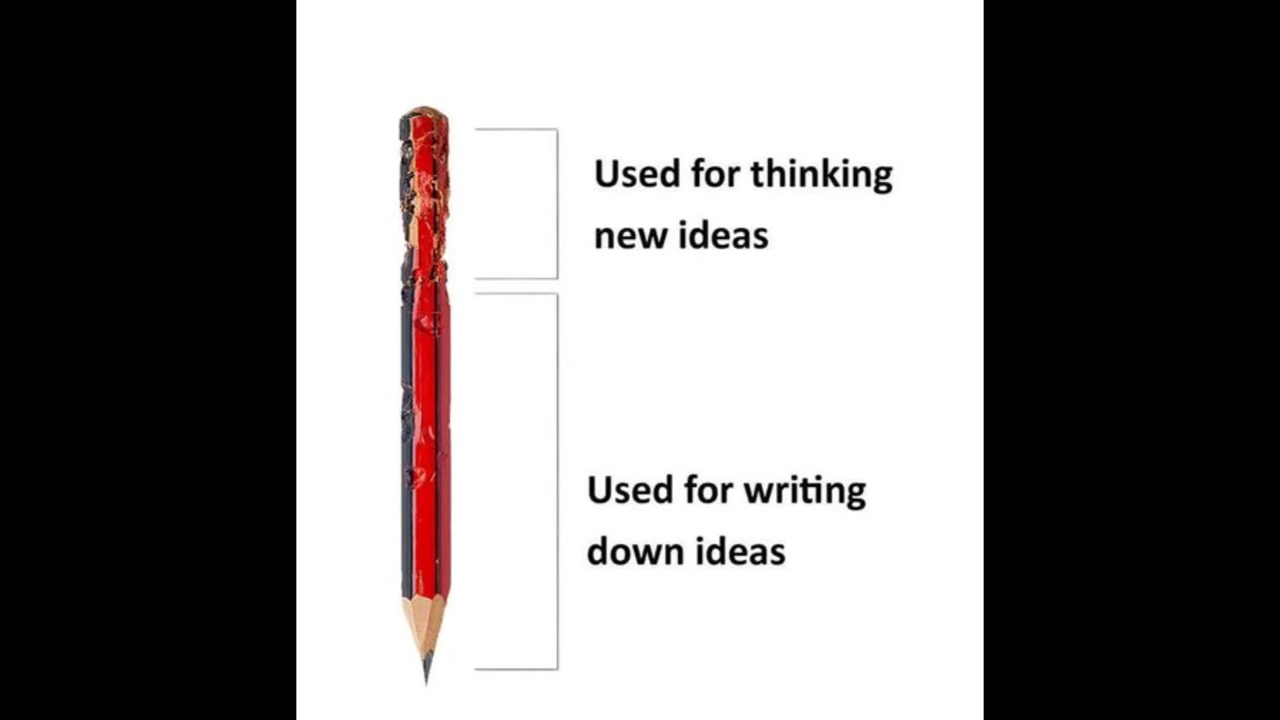 Used for thinking
new ideas
Used for writing
down ideas